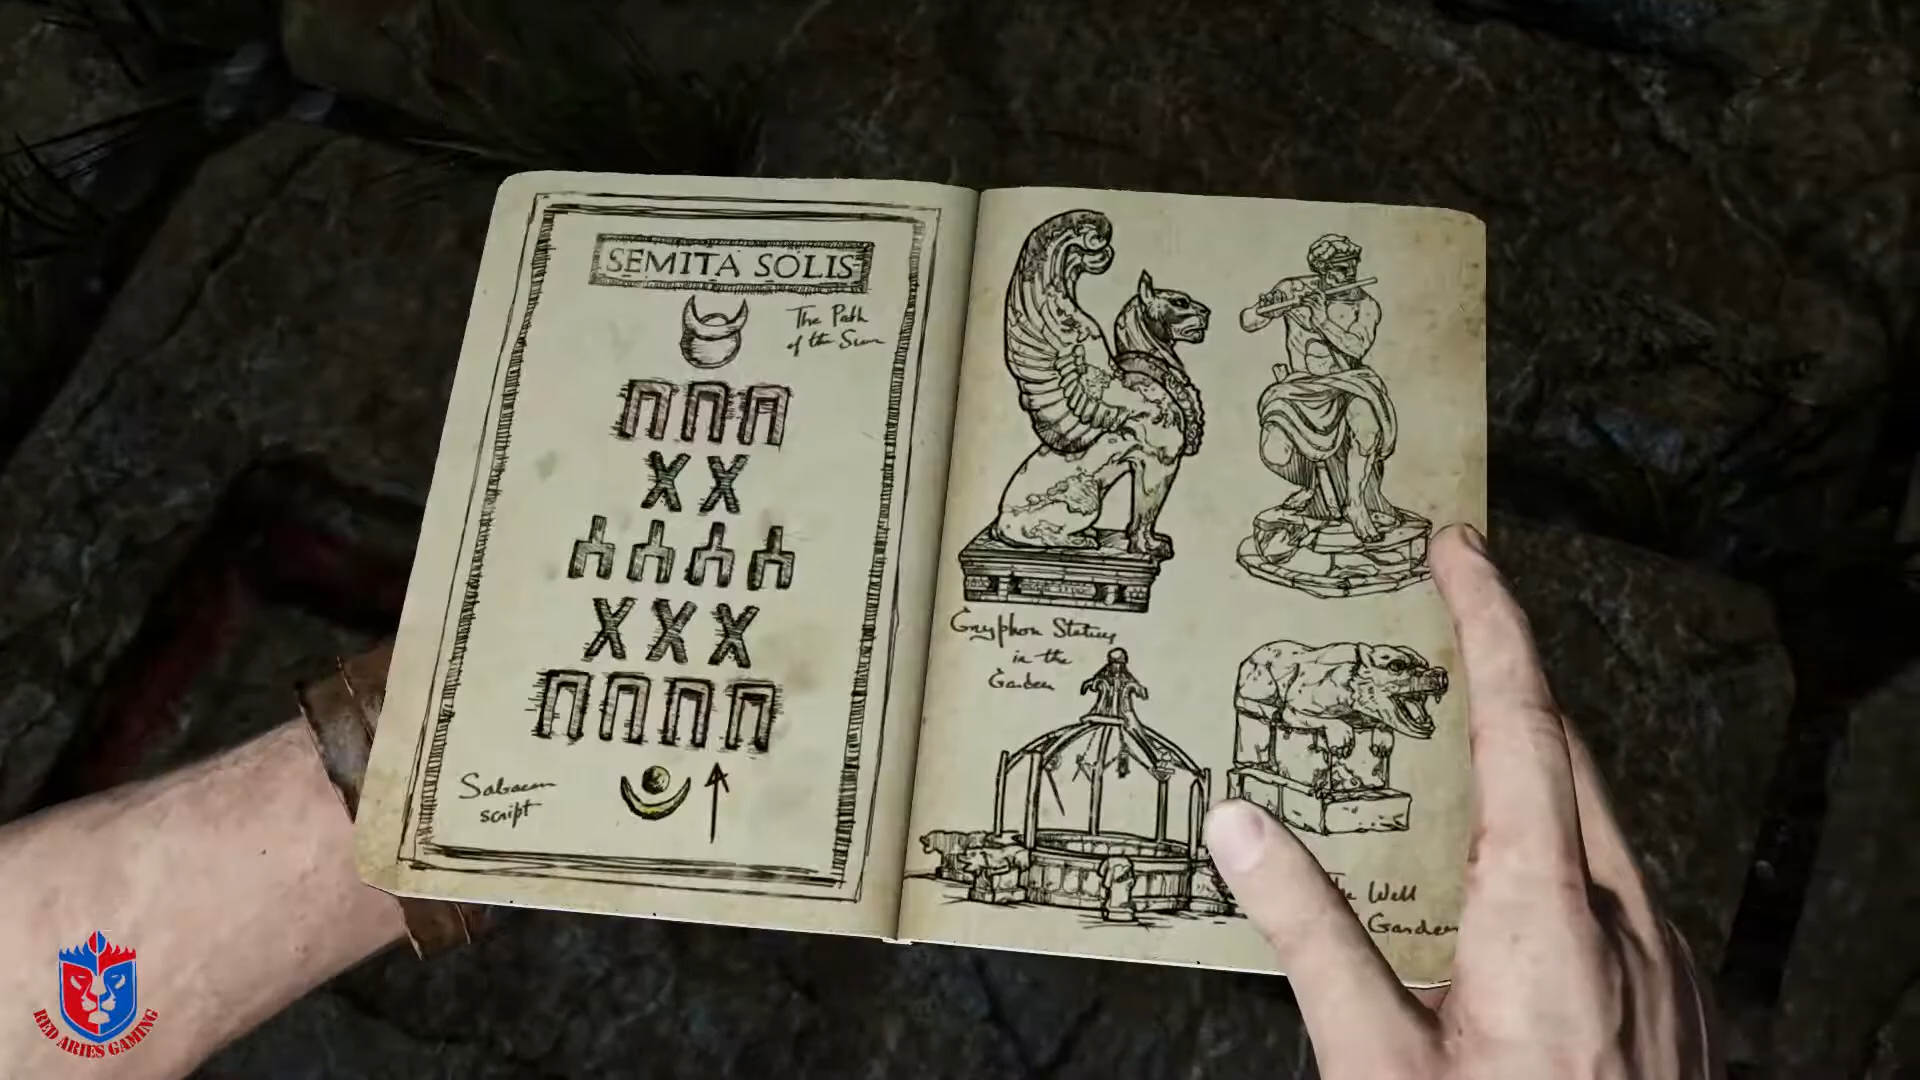 SEMITA SOLIS
The Path
of the Sun
Sabaean
script
Gryphon Statues
in the
Garden
Well
Garden
RED ARIES GAMING